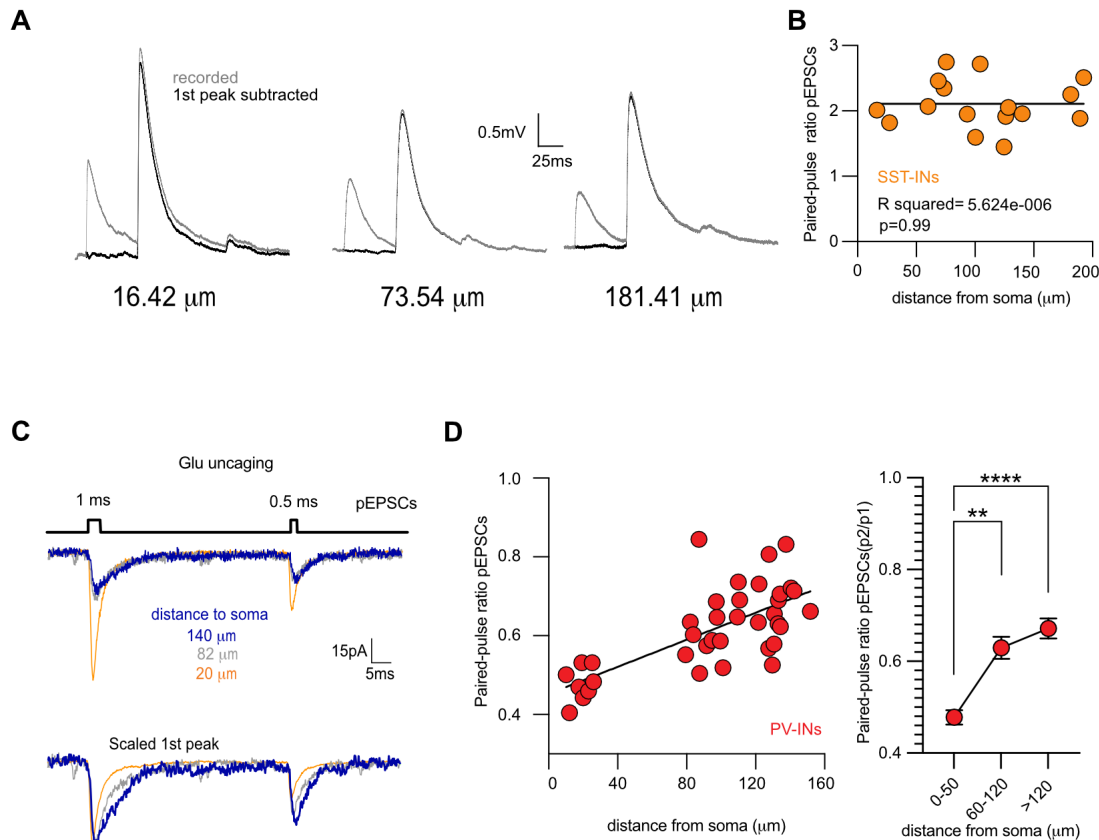 A
recorded
1st peak subtracted
0.5mV
25ms
16.42 μm
73.54 μm
181.41 μm
B
Paired-pulse ratio pEPSCs
3
2
1
0
SST-INs
R squared= 5.624e-006
p=0.99
0
50
100
150
200
distance from soma (μm)
C
Glu uncaging
1 ms
0.5 ms
pEPSCs
distance to soma
140 μm
82 μm
20 μm
15pA
5ms
Scaled 1st peak
D
Paired-pulse ratio pEPSCs
1.0
0.8
0.6
0.4
PV-INs
0
40
80
120
160
distance from soma (μm)
Paired-pulse ratio pEPSCs(p2/p1)
1.0
0.8
0.6
0.4
****
**
0-50
60-120
>120
distance from soma (μm)